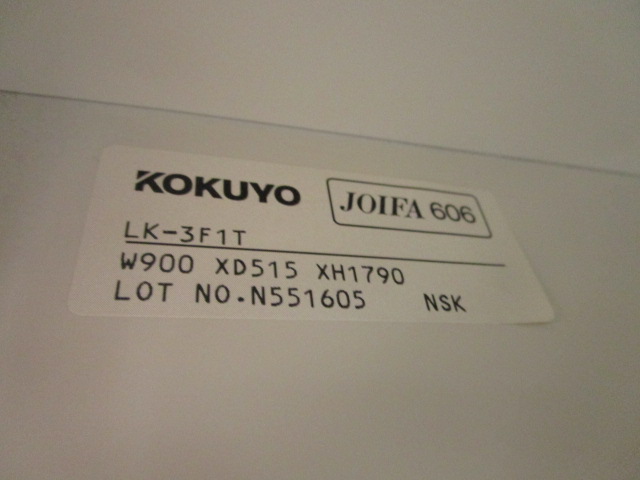 KOKUYO JOIFA 606
LK-3F1T
W900 XD515 XH1790
LOT NO.N551605 NSK